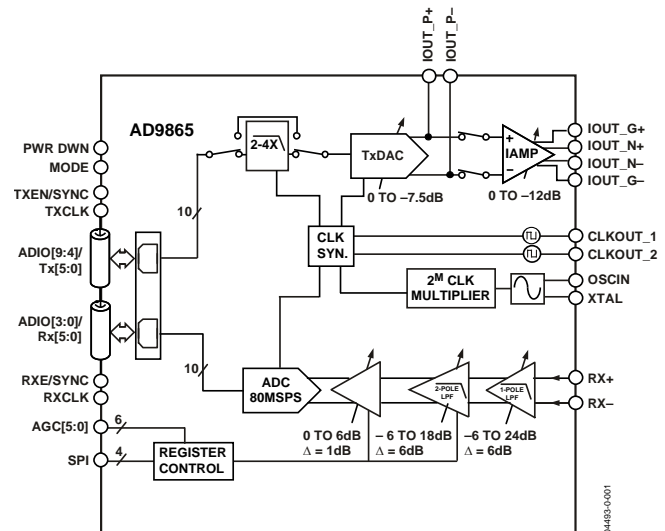 IOUT_P+
IOUT_P–
AD9865
PWR DWN
MODE
TXEN/SYNC
TXCLK
ADIO[9:4]/
Tx[5:0]
ADIO[3:0]/
Rx[5:0]
RXE/SYNC
RXCLK
AGC[5:0]
SPI
10
10
6
4
2-4X
TxDAC
0 TO –7.5dB
IAMP
+
–
0 TO –12dB
IOUT_G+
IOUT_N+
IOUT_N–
IOUT_G–
CLK
SYN.
CLKOUT_1
CLKOUT_2
2M CLK
MULTIPLIER
OSCIN
XTAL
ADC
80MSPS
2-POLE
LPF
1-POLE
LPF
RX+
RX–
0 TO 6dB
Δ = 1dB
– 6 TO 18dB
Δ = 6dB
–6 TO 24dB
Δ = 6dB
REGISTER
CONTROL
04493-0-001